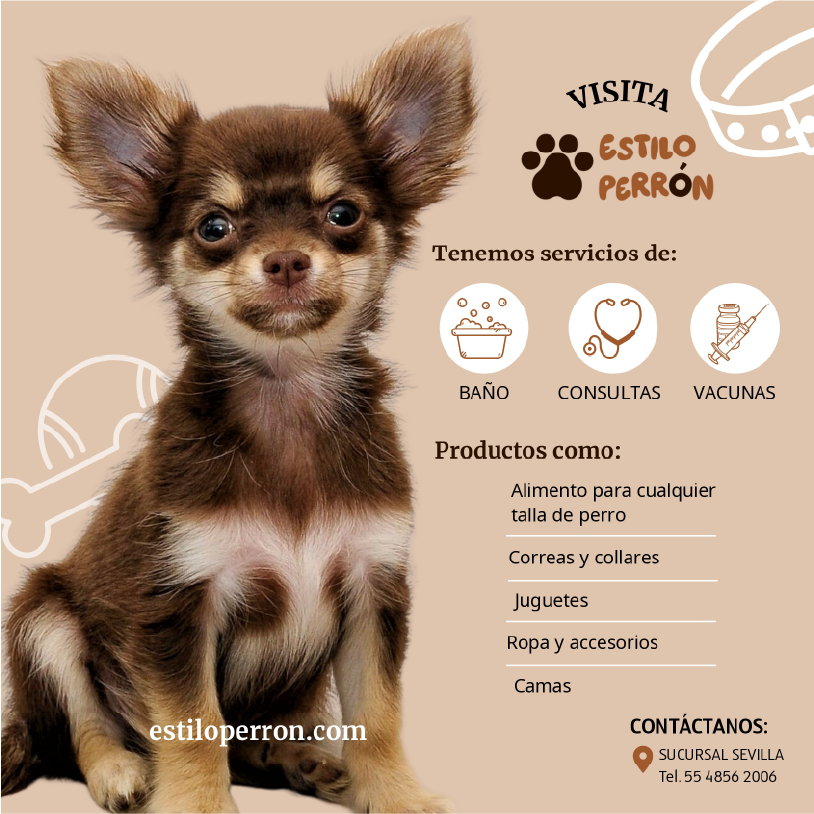 VISITA
ESTILO
PERRÓN
Tenemos servicios de:
BAÑO CONSULTAS VACUNAS
Productos como:
Alimento para cualquier
talla de perro
Correas y collares
Juguetes
Ropa y accesorios
Camas
estiloperron.com
CONTÁCTANOS:
SUCURSAL SEVILLA
Tel. 55 4856 2006